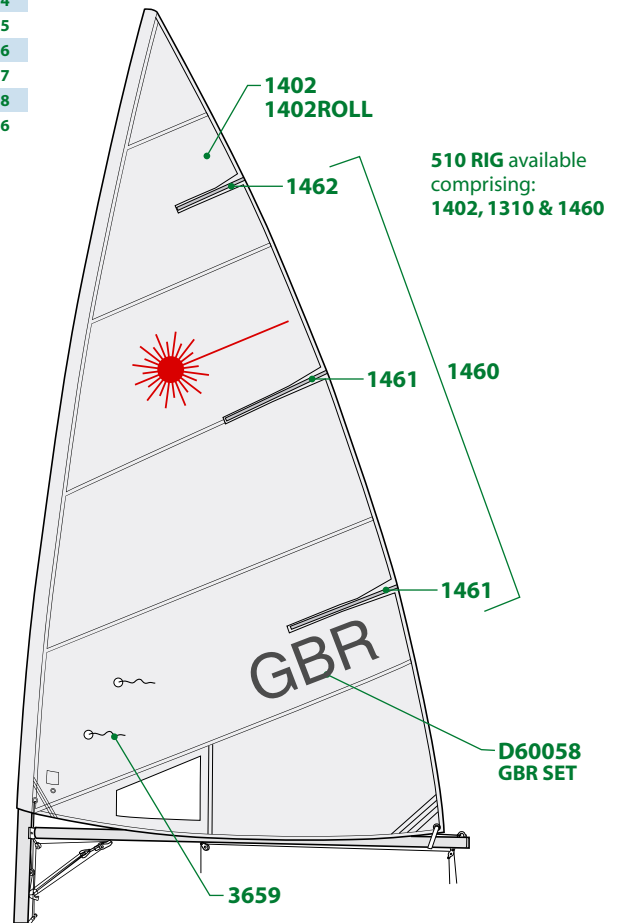 4
5
6
7
8
6
1402
1402ROLL
1462
510 RIG available
comprising:
1402, 1310 & 1460
1461
1460
1461
GBR
D60058
GBR SET
3659